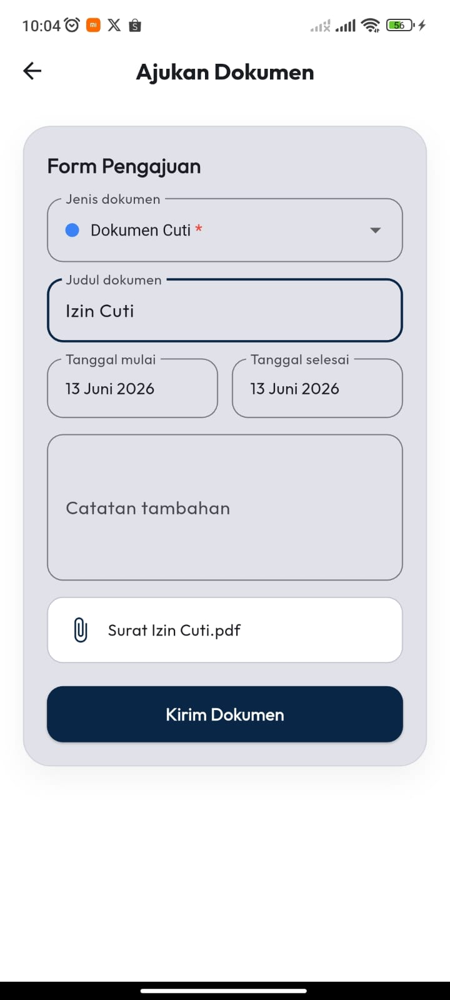 10:04
56
Ajukan Dokumen
Form Pengajuan
Jenis dokumen
Dokumen Cuti *
Judul dokumen
Izin Cuti
Tanggal mulai Tanggal selesai
13 Juni 2026 13 Juni 2026
Catatan tambahan
Surat Izin Cuti.pdf
Kirim Dokumen